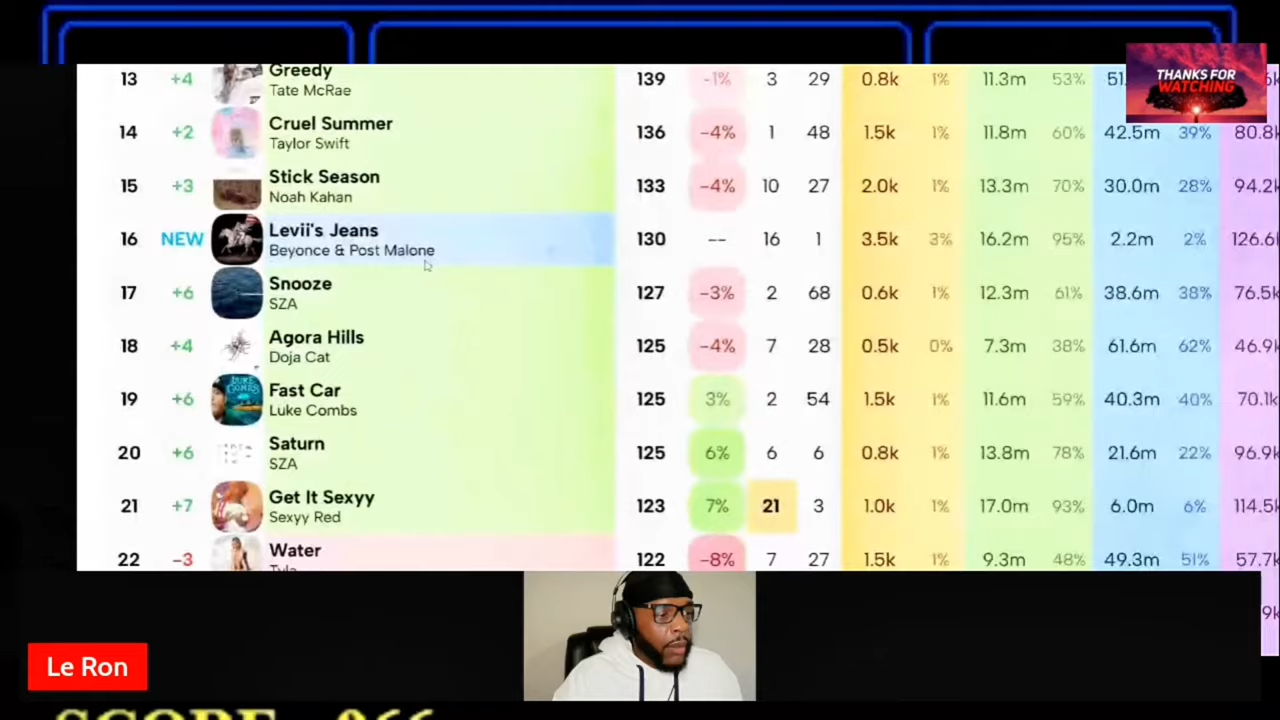 13 +4 Greedy 139 -1% 3 29 0.8k 1% 11.3m 53%
Tate McRae
THANKS FOR
WATCHING
14 +2 Cruel Summer 136 -4% 1 48 1.5k 1% 11.8m 60% 42.5m 39% 80.8k
Taylor Swift
15 +3 Stick Season 133 -4% 10 27 2.0k 1% 13.3m 70% 30.0m 28% 94.2k
Noah Kahan
16 NEW Levii's Jeans 130 -- 16 1 3.5k 3% 16.2m 95% 2.2m 2% 126.6k
Beyonce & Post Malone
17 +6 Snooze 127 -3% 2 68 0.6k 1% 12.3m 61% 38.6m 38% 76.5k
SZA
18 +4 Agora Hills 125 -4% 7 28 0.5k 0% 7.3m 38% 61.6m 62% 46.9k
Doja Cat
19 +6 Fast Car 125 3% 2 54 1.5k 1% 11.6m 59% 40.3m 40% 70.1k
Luke Combs
20 +6 Saturn 125 6% 6 6 0.8k 1% 13.8m 78% 21.6m 22% 96.9k
SZA
21 +7 Get It Sexyy 123 7% 21 3 1.0k 1% 17.0m 93% 6.0m 6% 114.5k
Sexyy Red
22 -3 Water 122 -8% 7 27 1.5k 1% 9.3m 48% 49.3m 51% 57.7k
Tyla
9k
Le Ron